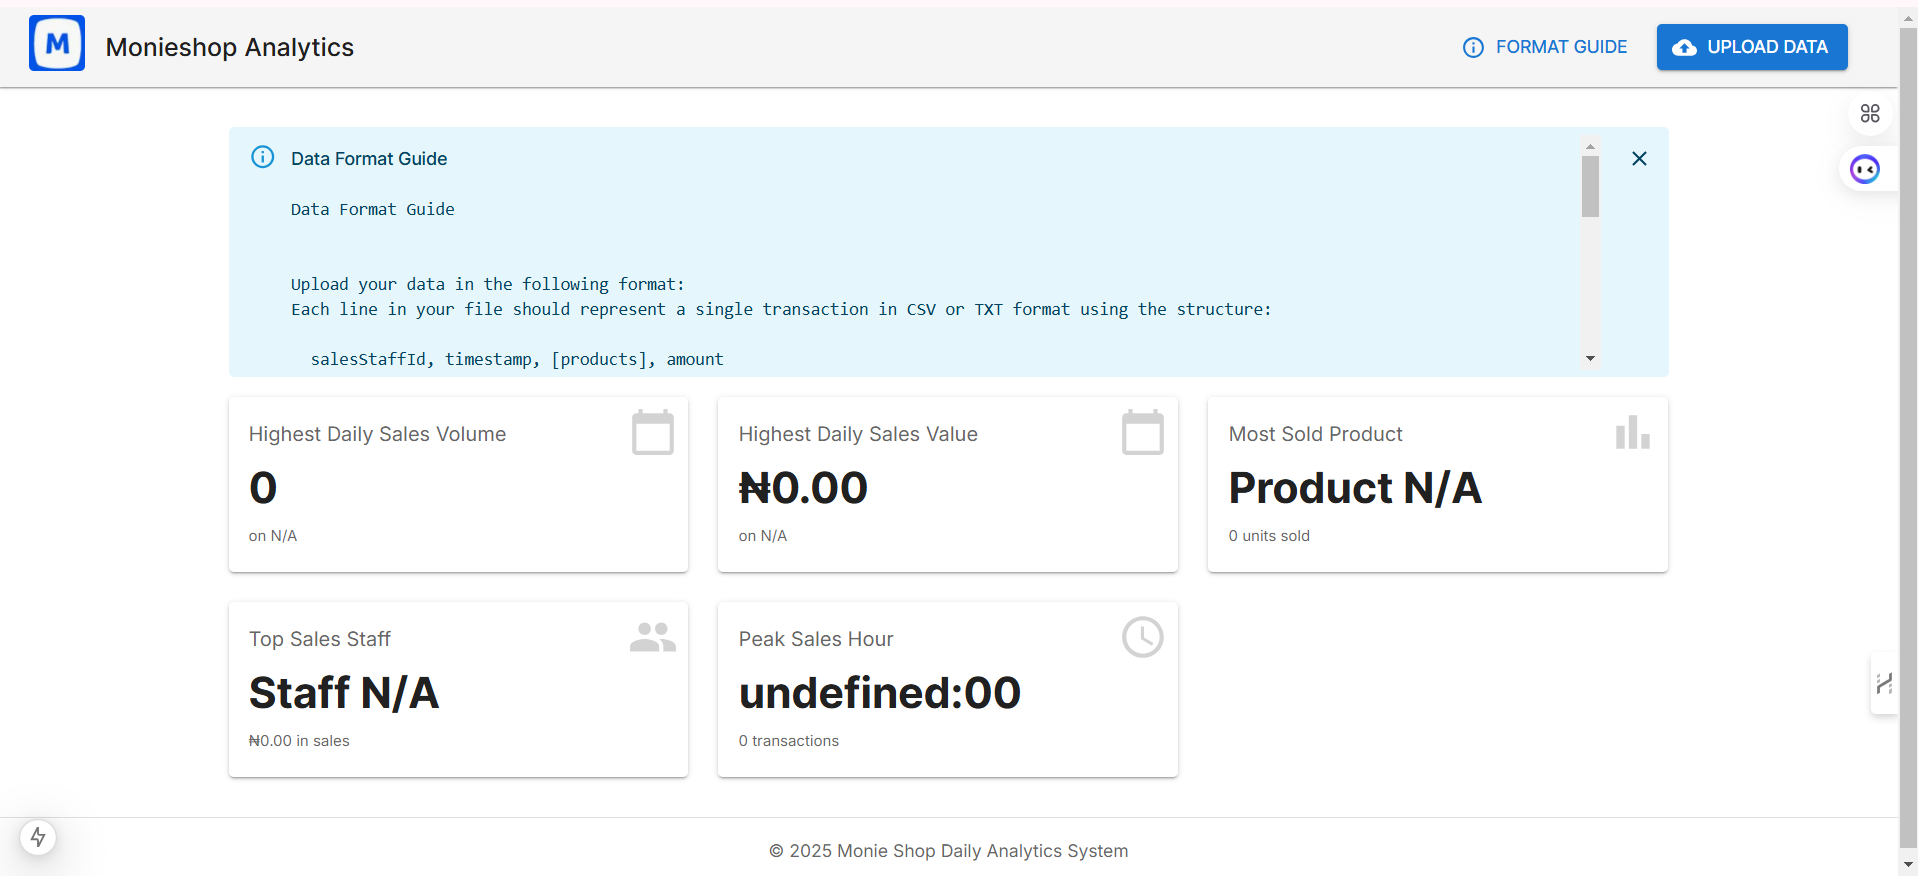 M
Monieshop Analytics
FORMAT GUIDE
UPLOAD DATA
Data Format Guide
Data Format Guide
Upload your data in the following format:
Each line in your file should represent a single transaction in CSV or TXT format using the structure:
salesStaffId, timestamp, [products], amount
Highest Daily Sales Volume
0
on N/A
Highest Daily Sales Value
₦0.00
on N/A
Most Sold Product
Product N/A
0 units sold
Top Sales Staff
Staff N/A
₦0.00 in sales
Peak Sales Hour
undefined:00
0 transactions
© 2025 Monie Shop Daily Analytics System